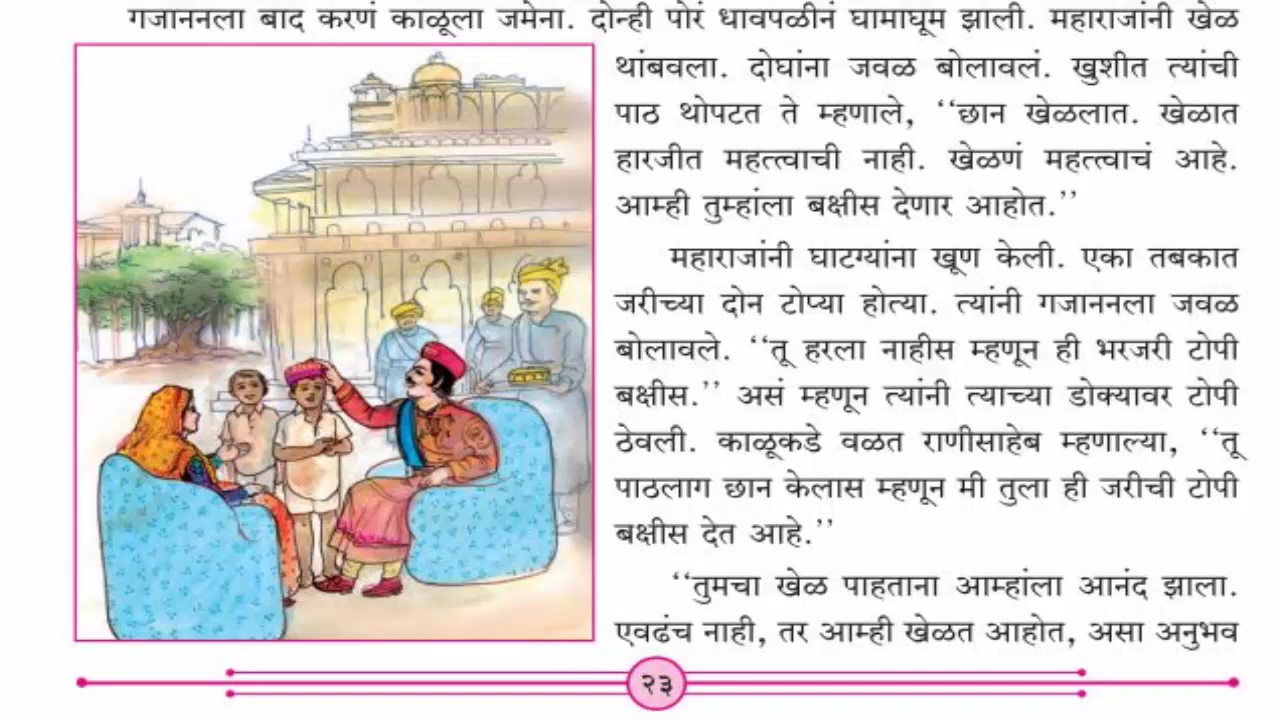 गजाननला बाद करणं काळूला जमेना. दोन्ही पोरं धावपळीनं घामाघूम झाली. महाराजांनी खेळ
थांबवला. दोघांना जवळ बोलावलं. खुशीत त्यांची
पाठ थोपटत ते म्हणाले, ‘‘छान खेळलात. खेळात
हारजीत महत्त्वाची नाही. खेळणं महत्त्वाचं आहे.
आम्ही तुम्हांला बक्षीस देणार आहोत.’’
महाराजांनी घाटग्यांना खूण केली. एका तबकात
जरीच्या दोन टोप्या होत्या. त्यांनी गजाननला जवळ
बोलावले. ‘‘तू हरला नाहीस म्हणून ही भरजरी टोपी
बक्षीस.’’ असं म्हणून त्यांनी त्याच्या डोक्यावर टोपी
ठेवली. काळूकडे वळत राणीसाहेब म्हणाल्या, ‘‘तू
पाठलाग छान केलास म्हणून मी तुला ही जरीची टोपी
बक्षीस देत आहे.’’
‘‘तुमचा खेळ पाहताना आम्हांला आनंद झाला.
एवढंच नाही, तर आम्ही खेळत आहोत, असा अनुभव
२३